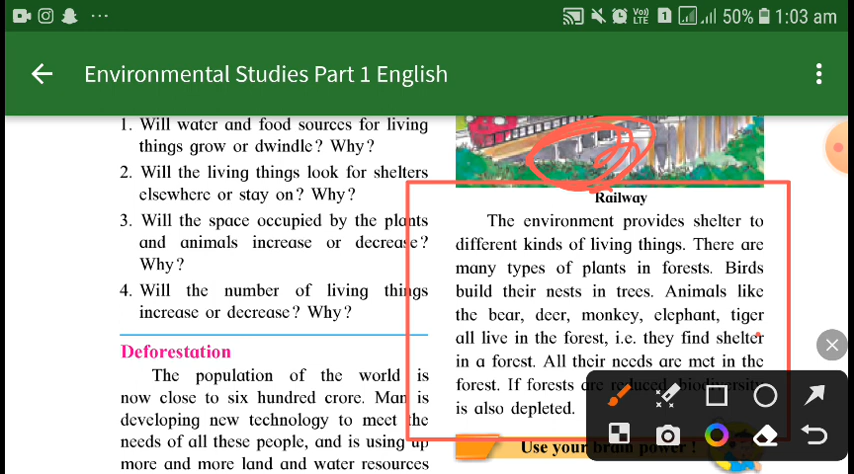 Vo))
LTE
1
50%
1:03 am
Environmental Studies Part 1 English
1. Will water and food sources for living
things grow or dwindle? Why?
2. Will the living things look for shelters
elsewhere or stay on? Why?
3. Will the space occupied by the plants
and animals increase or decrease?
Why?
4. Will the number of living things
increase or decrease? Why?
Deforestation
The population of the world is
now close to six hundred crore. Man is
developing new technology to meet the
needs of all these people, and is using up
more and more land and water resources
Railway
The environment provides shelter to
different kinds of living things. There are
many types of plants in forests. Birds
build their nests in trees. Animals like
the bear, deer, monkey, elephant, tiger
all live in the forest, i.e. they find shelter
in a forest. All their needs are met in the
forest. If forests are reduced, biodiversity
is also depleted.
Use your brain power !